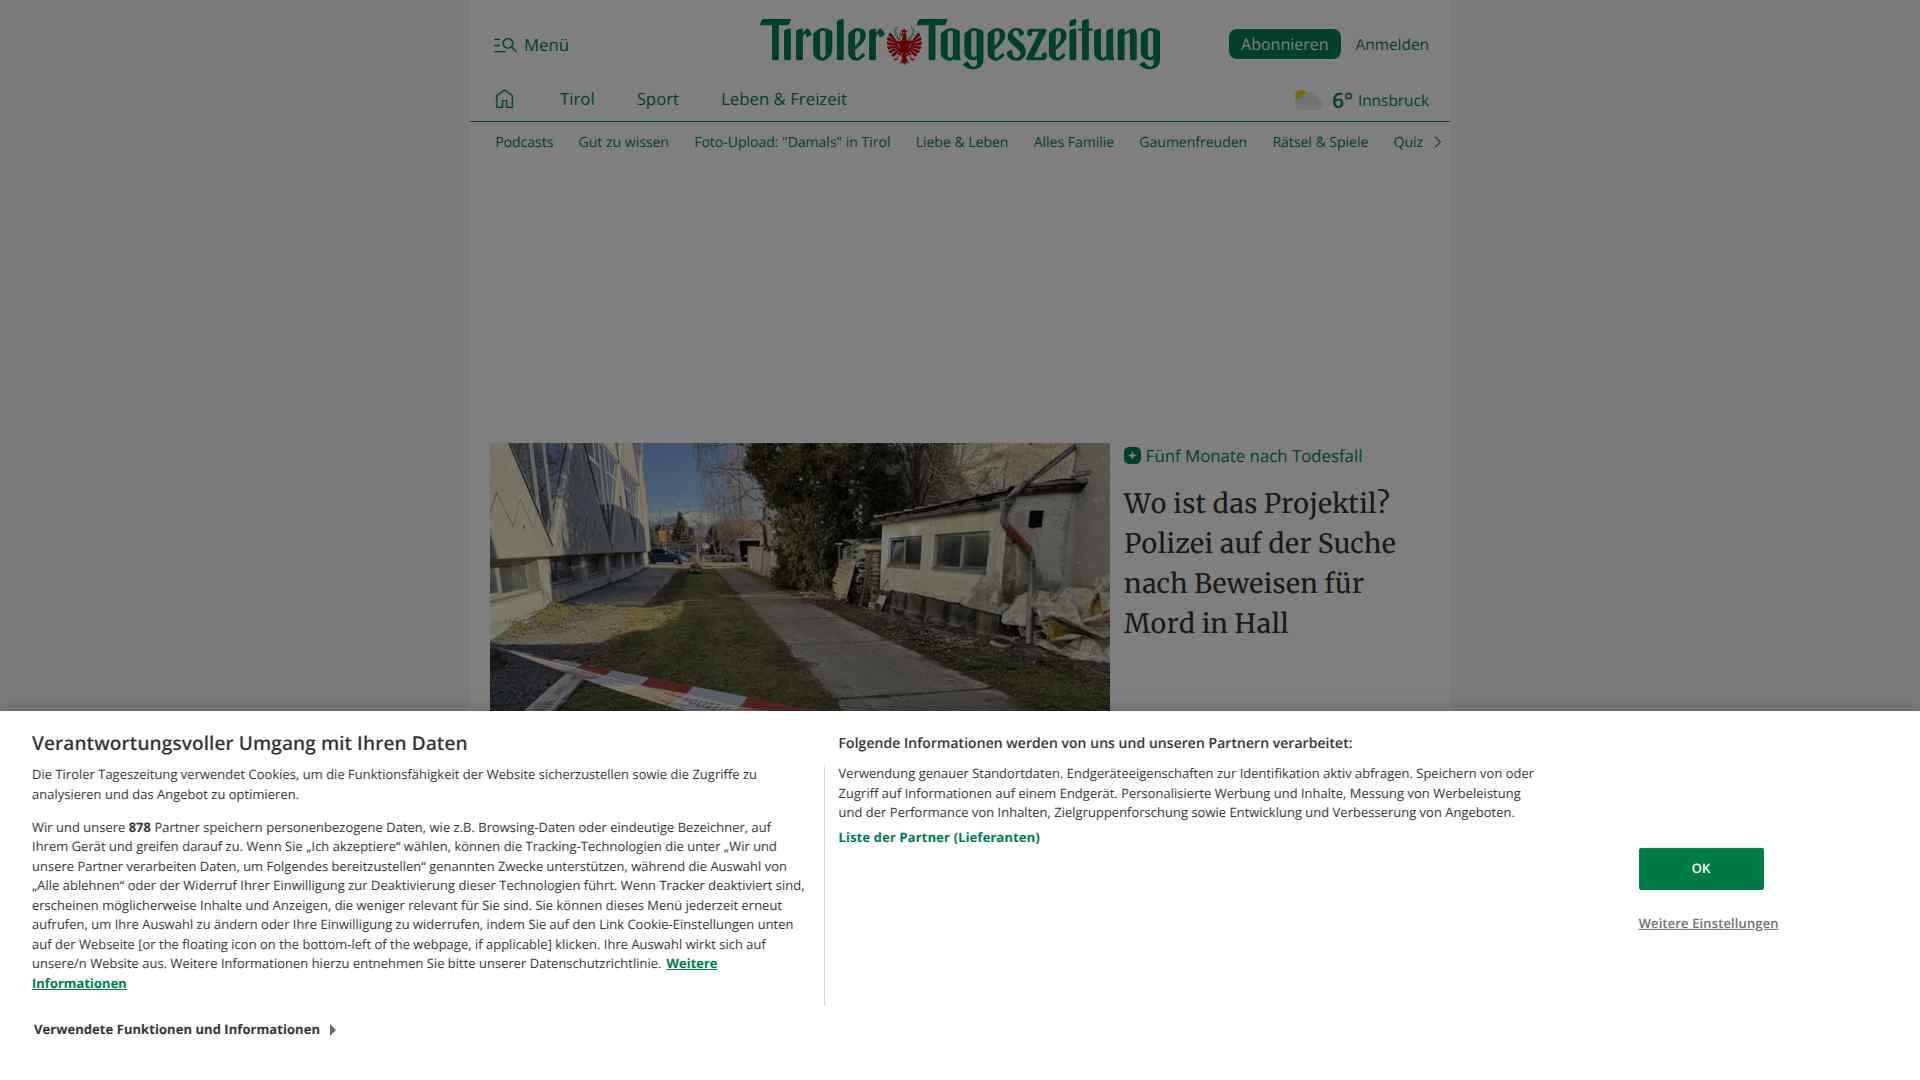 Menü
Tiroler Tageszeitung
Abonnieren
Anmelden
Tirol
Sport
Leben & Freizeit
6° Innsbruck
Podcasts
Gut zu wissen
Foto-Upload: "Damals" in Tirol
Liebe & Leben
Alles Familie
Gaumenfreuden
Rätsel & Spiele
Quiz
Fünf Monate nach Todesfall
Wo ist das Projektil?
Polizei auf der Suche
nach Beweisen für
Mord in Hall
Verantwortungsvoller Umgang mit Ihren Daten
Die Tiroler Tageszeitung verwendet Cookies, um die Funktionsfähigkeit der Website sicherzustellen sowie die Zugriffe zu
analysieren und das Angebot zu optimieren.
Wir und unsere 878 Partner speichern personenbezogene Daten, wie z.B. Browsing-Daten oder eindeutige Bezeichner, auf
Ihrem Gerät und greifen darauf zu. Wenn Sie „Ich akzeptiere“ wählen, können die Tracking-Technologien die unter „Wir und
unsere Partner verarbeiten Daten, um Folgendes bereitzustellen“ genannten Zwecke unterstützen, während die Auswahl von
„Alle ablehnen“ oder der Widerruf Ihrer Einwilligung zur Deaktivierung dieser Technologien führt. Wenn Tracker deaktiviert sind,
erscheinen möglicherweise Inhalte und Anzeigen, die weniger relevant für Sie sind. Sie können dieses Menü jederzeit erneut
aufrufen, um Ihre Auswahl zu ändern oder Ihre Einwilligung zu widerrufen, indem Sie auf den Link Cookie-Einstellungen unten
auf der Webseite [or the floating icon on the bottom-left of the webpage, if applicable] klicken. Ihre Auswahl wirkt sich auf
unsere/n Website aus. Weitere Informationen hierzu entnehmen Sie bitte unserer Datenschutzrichtlinie. Weitere
Informationen
Verwendete Funktionen und Informationen
Folgende Informationen werden von uns und unseren Partnern verarbeitet:
Verwendung genauer Standortdaten. Endgeräteeigenschaften zur Identifikation aktiv abfragen. Speichern von oder
Zugriff auf Informationen auf einem Endgerät. Personalisierte Werbung und Inhalte, Messung von Werbeleistung
und der Performance von Inhalten, Zielgruppenforschung sowie Entwicklung und Verbesserung von Angeboten.
Liste der Partner (Lieferanten)
OK
Weitere Einstellungen